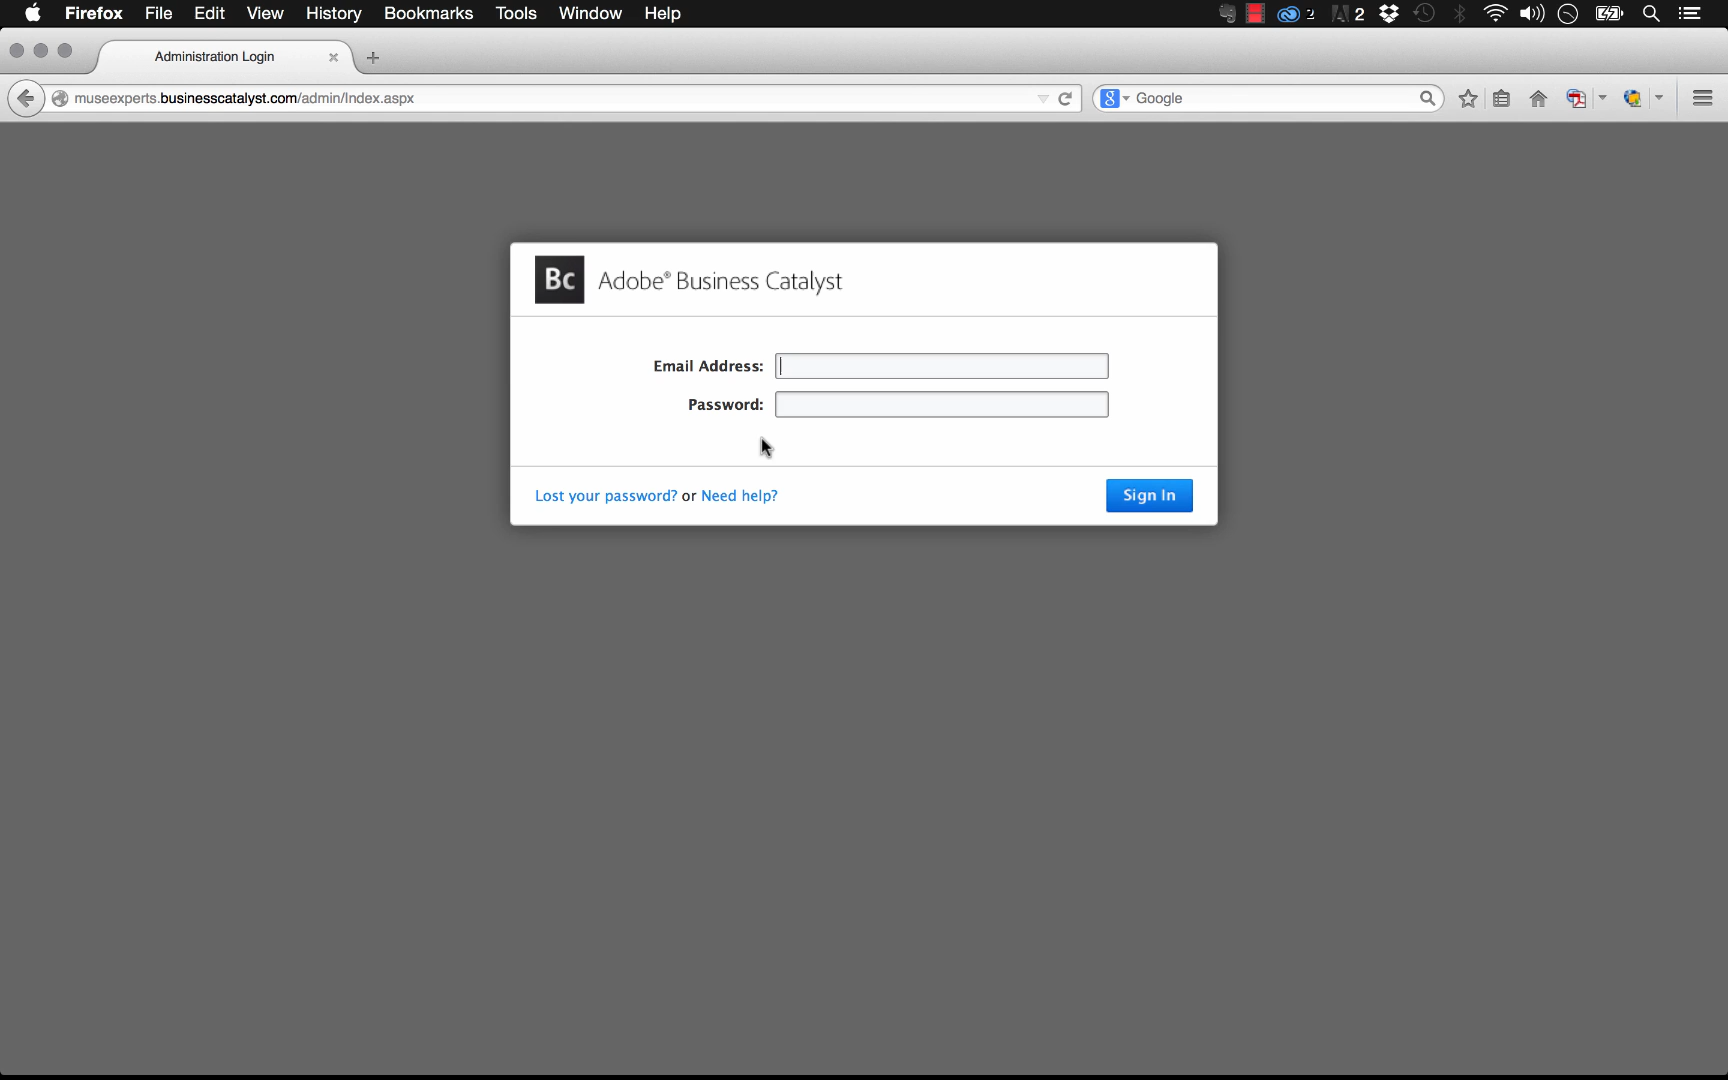 Firefox File Edit View History Bookmarks Tools Window Help 2 2
Administration Login
museexperts.businesscatalyst.com/admin/Index.aspx
8 Google
Bc Adobe® Business Catalyst
Email Address:
Password:
Lost your password? or Need help?
Sign In